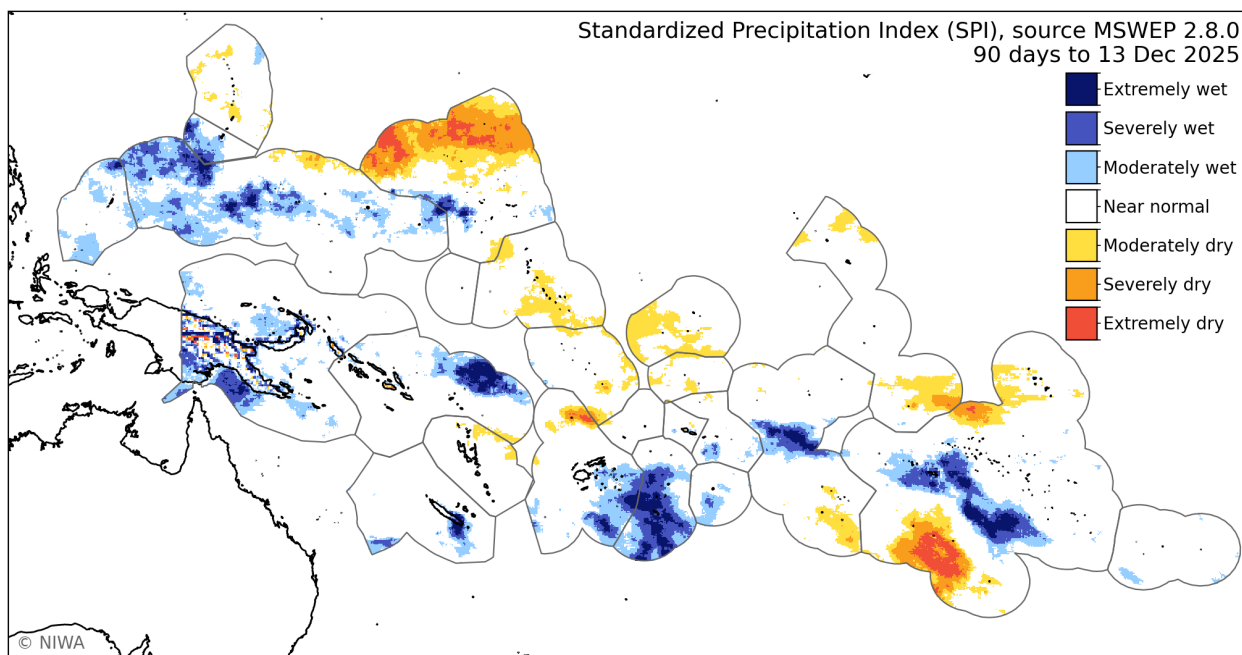 Standardized Precipitation Index (SPI), source MSWEP 2.8.0
90 days to 13 Dec 2025
Extremely wet
Severely wet
Moderately wet
Near normal
Moderately dry
Severely dry
Extremely dry
© NIWA